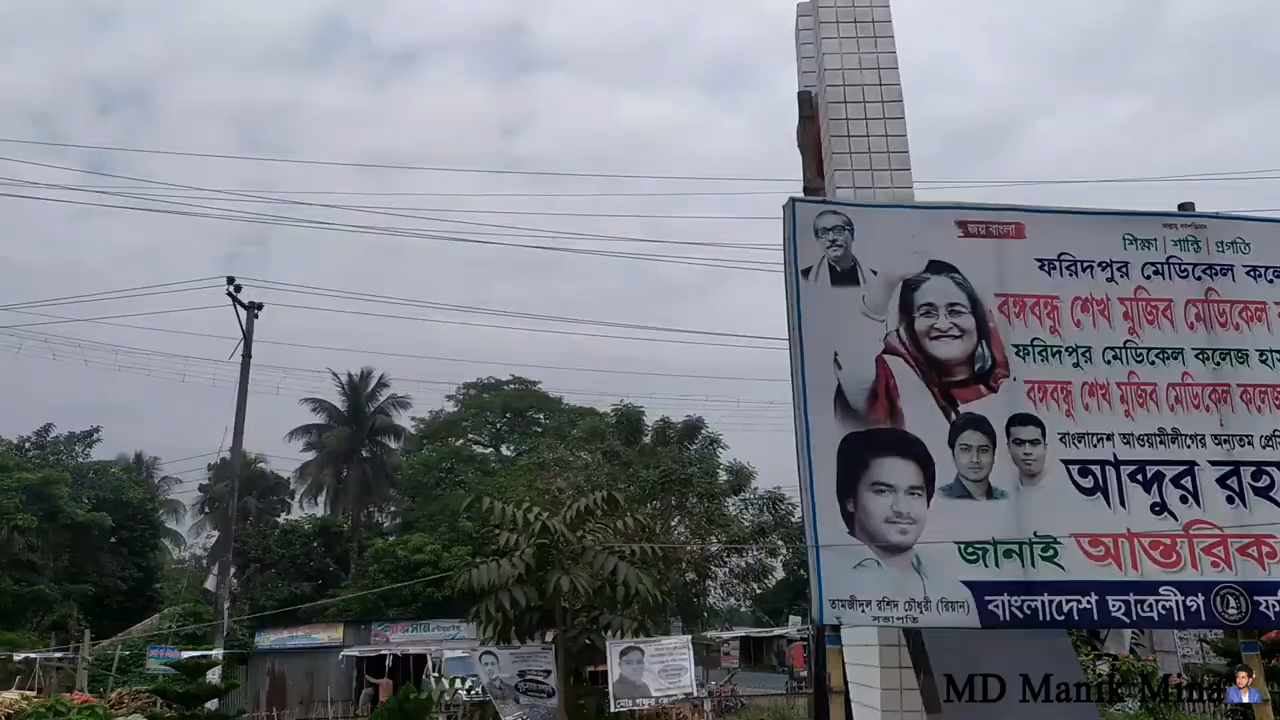 জয় বাংলা
শিক্ষা | শান্তি | প্রগতি
ফরিদপুর মেডিকেল কলে
বঙ্গবন্ধু শেখ মুজিব মেডিকেল
ফরিদপুর মেডিকেল কলেজ হাস
বঙ্গবন্ধু শেখ মুজিব মেডিকেল কলেজ
বাংলাদেশ আওয়ামীলীগের অন্যতম প্রেসি
আব্দুর রহ
জানাই আন্তরিক
তামজীদুল রশিদ চৌধুরী (রিয়ান)
সভাপতি
বাংলাদেশ ছাত্রলীগ ফ
MD Manik Mina